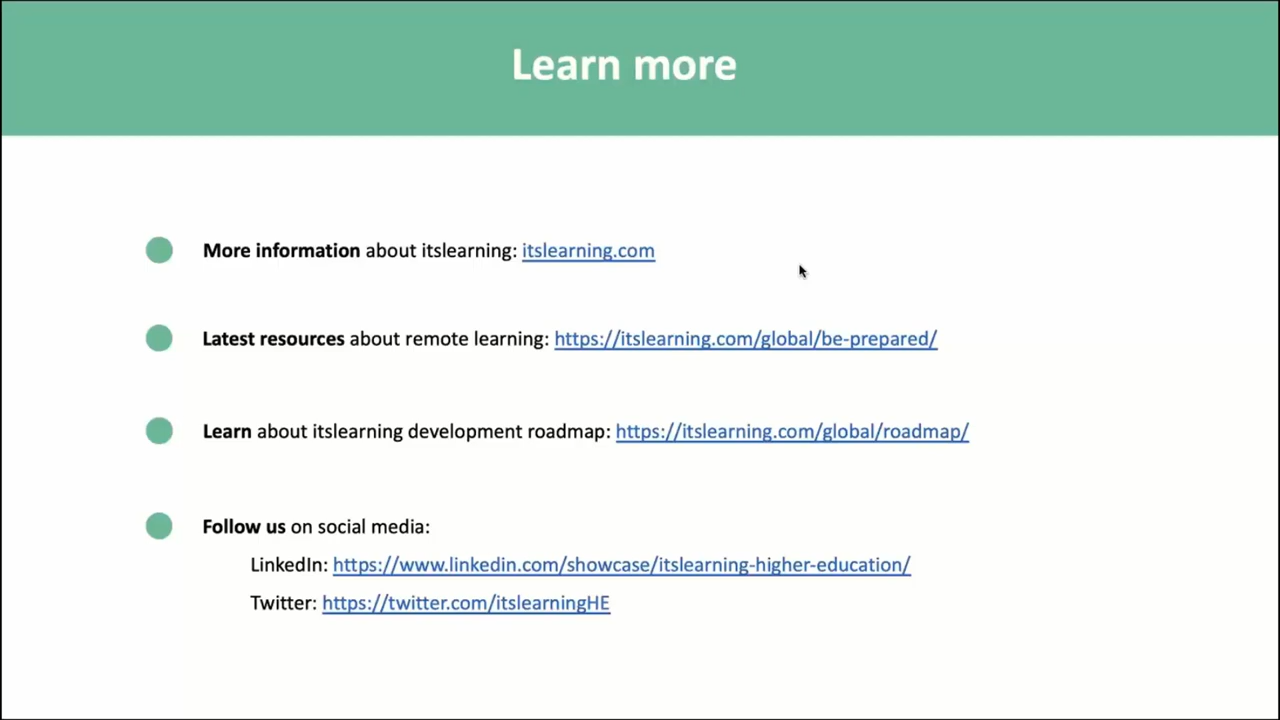 Learn more
More information about itslearning: itslearning.com
Latest resources about remote learning: https://itslearning.com/global/be-prepared/
Learn about itslearning development roadmap: https://itslearning.com/global/roadmap/
Follow us on social media:
LinkedIn: https://www.linkedin.com/showcase/itslearning-higher-education/
Twitter: https://twitter.com/itslearningHE